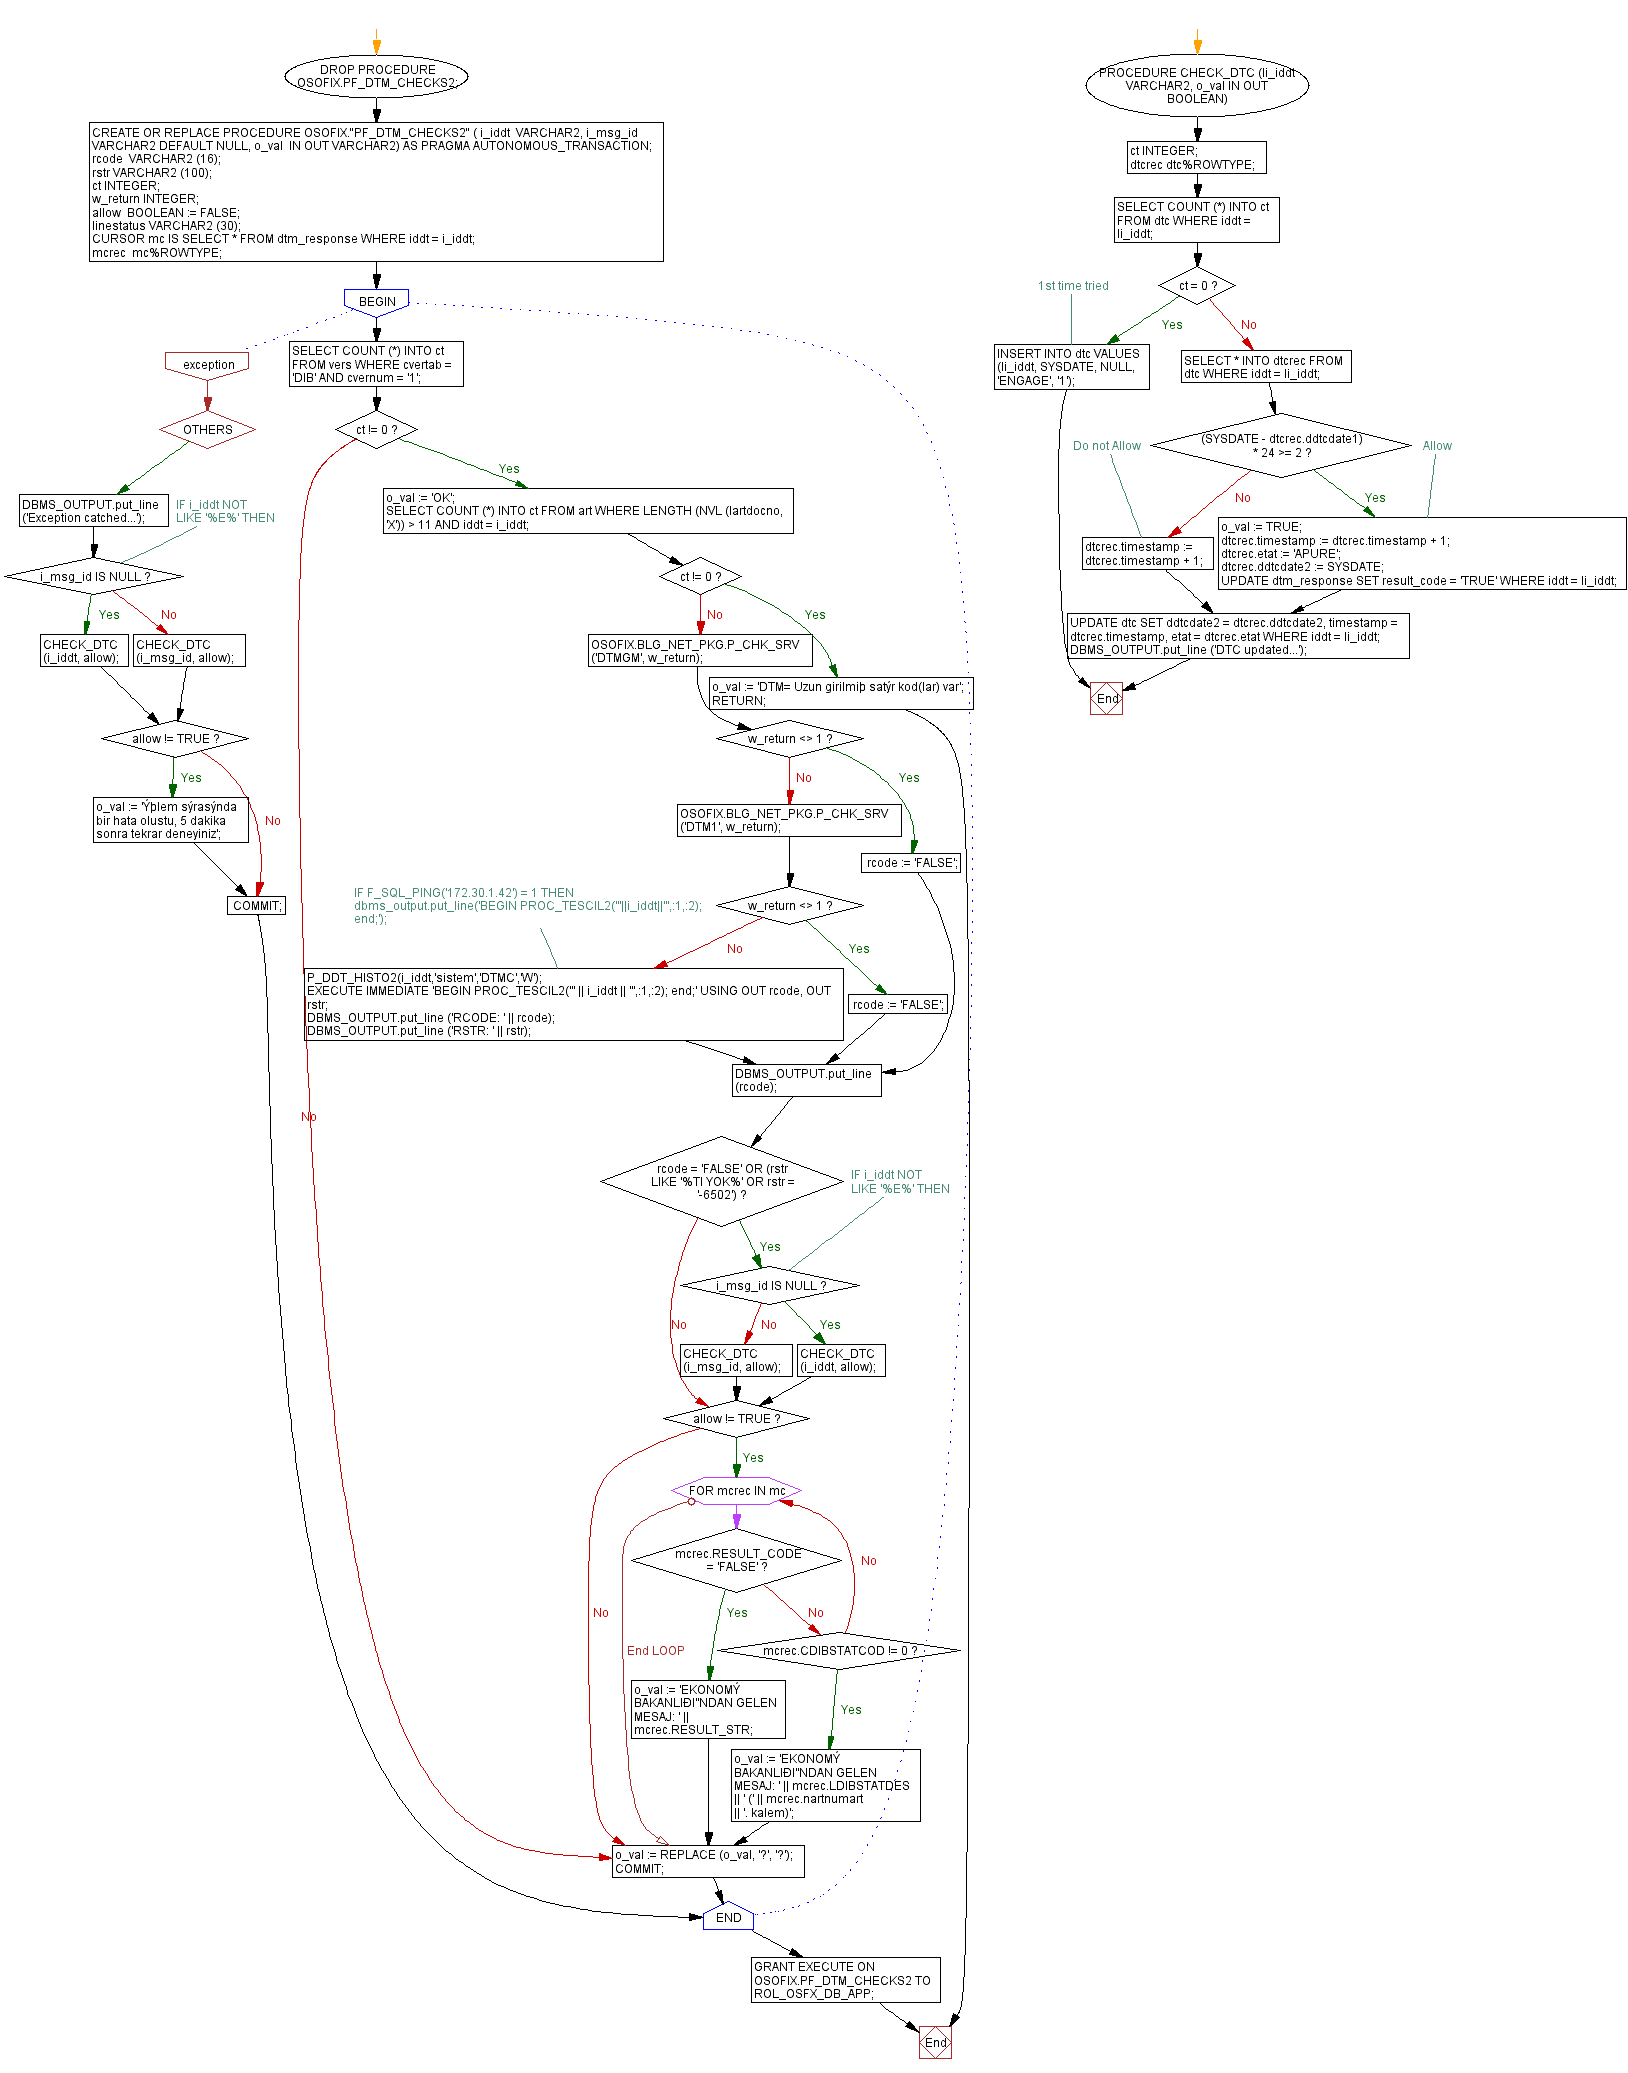 DROP PROCEDURE
OSOFIX.PF_DTM_CHECKS2;
CREATE OR REPLACE PROCEDURE OSOFIX."PF_DTM_CHECKS2" ( i_iddt  VARCHAR2, i_msg_id
VARCHAR2 DEFAULT NULL, o_val  IN OUT VARCHAR2) AS PRAGMA AUTONOMOUS_TRANSACTION;
rcode  VARCHAR2 (16);
rstr VARCHAR2 (100);
ct INTEGER;
w_return INTEGER;
allow  BOOLEAN := FALSE;
linestatus VARCHAR2 (30);
CURSOR mc IS SELECT * FROM dtm_response WHERE iddt = i_iddt;
mcrec  mc%ROWTYPE;
BEGIN
exception
OTHERS
DBMS_OUTPUT.put_line
('Exception catched...');
IF i_iddt NOT
LIKE '%E%' THEN
i_msg_id IS NULL ?
Yes
No
CHECK_DTC
(i_iddt, allow);
CHECK_DTC
(i_msg_id, allow);
allow != TRUE ?
Yes
No
o_val := 'Ýþlem sýrasýnda
bir hata olustu, 5 dakika
sonra tekrar deneyiniz';
COMMIT;
SELECT COUNT (*) INTO ct
FROM vers WHERE cvertab =
'DIB' AND cvernum = '1';
ct != 0 ?
Yes
No
o_val := 'OK';
SELECT COUNT (*) INTO ct FROM art WHERE LENGTH (NVL (lartdocno,
'X')) > 11 AND iddt = i_iddt;
ct != 0 ?
No
Yes
OSOFIX.BLG_NET_PKG.P_CHK_SRV
('DTMGM', w_return);
o_val := 'DTM= Uzun girilmiþ satýr kod(lar) var';
RETURN;
w_return <> 1 ?
No
Yes
OSOFIX.BLG_NET_PKG.P_CHK_SRV
('DTM1', w_return);
rcode := 'FALSE';
IF F_SQL_PING('172.30.1.42') = 1 THEN
dbms_output.put_line('BEGIN PROC_TESCIL2('''||i_iddt||''',:1,:2);
end;');
w_return <> 1 ?
No
Yes
P_DDT_HISTO2(i_iddt,'sistem','DTMC','W');
EXECUTE IMMEDIATE 'BEGIN PROC_TESCIL2(''' || i_iddt || ''',:1,:2); end;' USING OUT rcode, OUT
rstr;
DBMS_OUTPUT.put_line ('RCODE: ' || rcode);
DBMS_OUTPUT.put_line ('RSTR: ' || rstr);
rcode := 'FALSE';
DBMS_OUTPUT.put_line
(rcode);
rcode = 'FALSE' OR (rstr
LIKE '%TI YOK%' OR rstr =
'-6502') ?
IF i_iddt NOT
LIKE '%E%' THEN
Yes
No
i_msg_id IS NULL ?
No
Yes
CHECK_DTC
(i_msg_id, allow);
CHECK_DTC
(i_iddt, allow);
allow != TRUE ?
Yes
No
FOR mcrec IN mc
mcrec.RESULT_CODE
= 'FALSE' ?
No
Yes
No
End LOOP
mcrec.CDIBSTATCOD != 0 ?
Yes
o_val := 'EKONOMÝ
BAKANLIÐI''NDAN GELEN
MESAJ: ' ||
mcrec.RESULT_STR;
o_val := 'EKONOMÝ
BAKANLIÐI''NDAN GELEN
MESAJ: ' || mcrec.LDIBSTATDES
|| ' (' || mcrec.nartnumart
|| '. kalem)';
o_val := REPLACE (o_val, '?', '?');
COMMIT;
END
GRANT EXECUTE ON
OSOFIX.PF_DTM_CHECKS2 TO
ROL_OSFX_DB_APP;
End
PROCEDURE CHECK_DTC (li_iddt
VARCHAR2, o_val IN OUT
BOOLEAN)
ct INTEGER;
dtcrec dtc%ROWTYPE;
SELECT COUNT (*) INTO ct
FROM dtc WHERE iddt =
li_iddt;
ct = 0 ?
1st time tried
Yes
No
INSERT INTO dtc VALUES
(li_iddt, SYSDATE, NULL,
'ENGAGE', '1');
SELECT * INTO dtcrec FROM
dtc WHERE iddt = li_iddt;
(SYSDATE - dtcrec.ddtcdate1)
* 24 >= 2 ?
Do not Allow
Allow
No
Yes
dtcrec.timestamp :=
dtcrec.timestamp + 1;
o_val := TRUE;
dtcrec.timestamp := dtcrec.timestamp + 1;
dtcrec.etat := 'APURE';
dtcrec.ddtcdate2 := SYSDATE;
UPDATE dtm_response SET result_code = 'TRUE' WHERE iddt = li_iddt;
UPDATE dtc SET ddtcdate2 = dtcrec.ddtcdate2, timestamp =
dtcrec.timestamp, etat = dtcrec.etat WHERE iddt = li_iddt;
DBMS_OUTPUT.put_line ('DTC updated...');
End